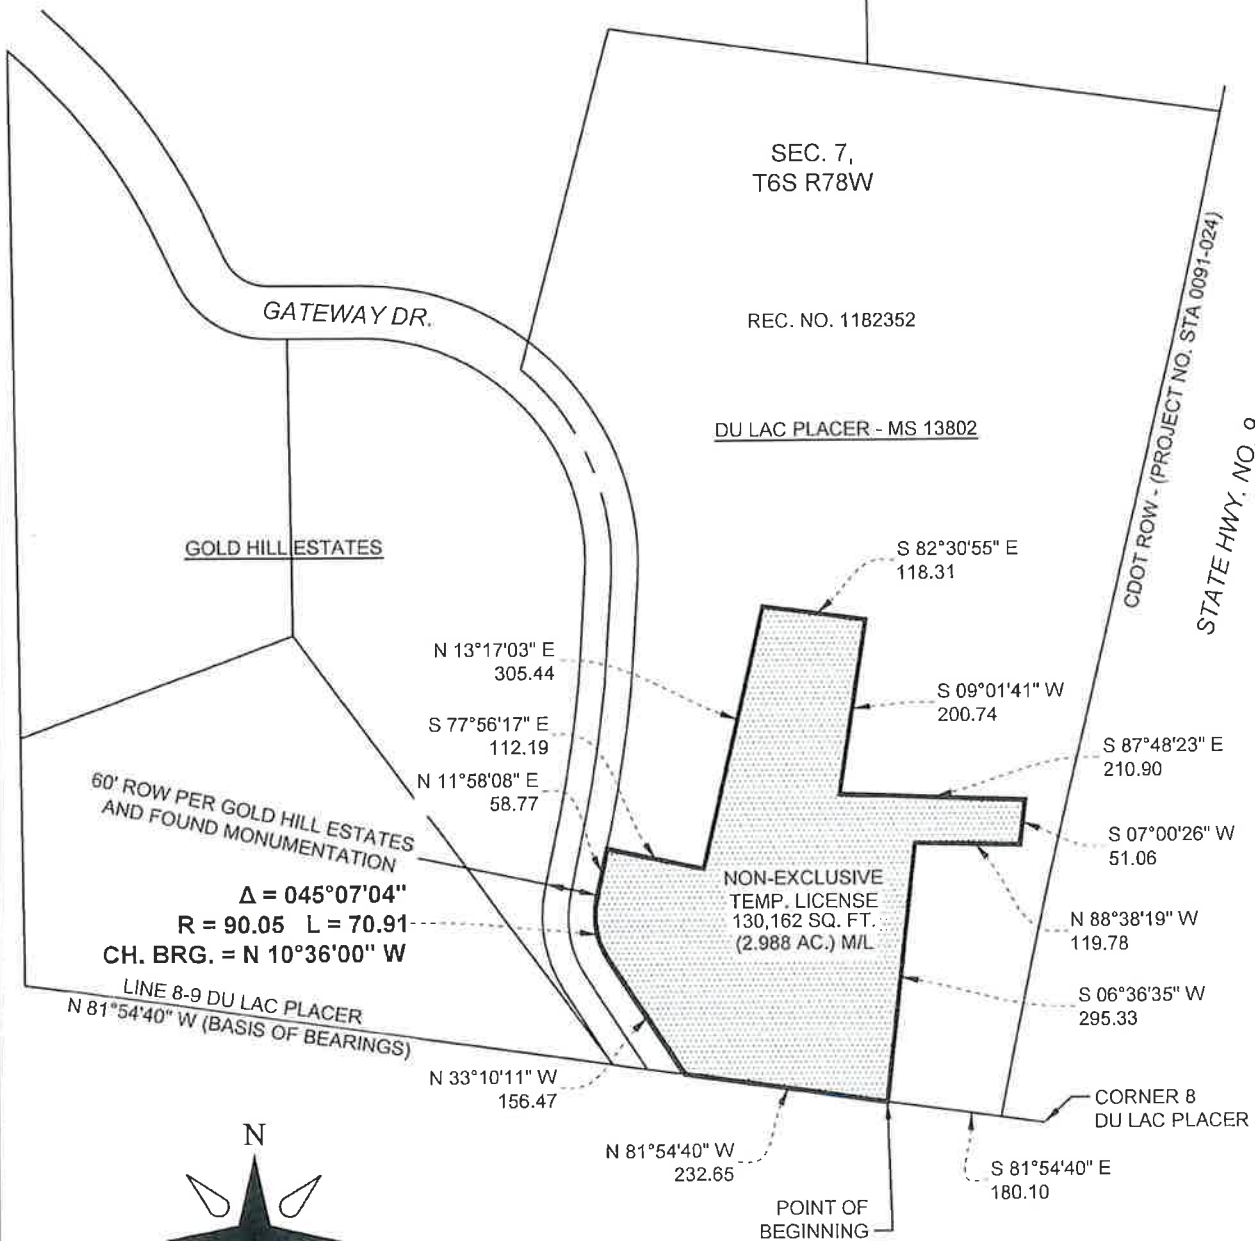 SEC. 7,
T6S R78W
GATEWAY DR.
REC. NO. 1182352
CDOT ROW - (PROJECT NO. STA 0091-024)
STATE HWY. NO. 9
DU LAC PLACER - MS 13802
GOLD HILL ESTATES
S 82°30'55" E
118.31
N 13°17'03" E
305.44
S 09°01'41" W
200.74
S 77°56'17" E
112.19
S 87°48'23" E
210.90
N 11°58'08" E
58.77
60' ROW PER GOLD HILL ESTATES
AND FOUND MONUMENTATION
S 07°00'26" W
51.06
Δ = 045°07'04"
R = 90.05 L = 70.91
CH. BRG. = N 10°36'00" W
NON-EXCLUSIVE
TEMP. LICENSE
130,162 SQ. FT.
(2.988 AC.) M/L
N 88°38'19" W
119.78
LINE 8-9 DU LAC PLACER
N 81°54'40" W (BASIS OF BEARINGS)
S 06°36'35" W
295.33
N 33°10'11" W
156.47
CORNER 8
DU LAC PLACER
N 81°54'40" W
232.65
S 81°54'40" E
180.10
POINT OF
BEGINNING
N